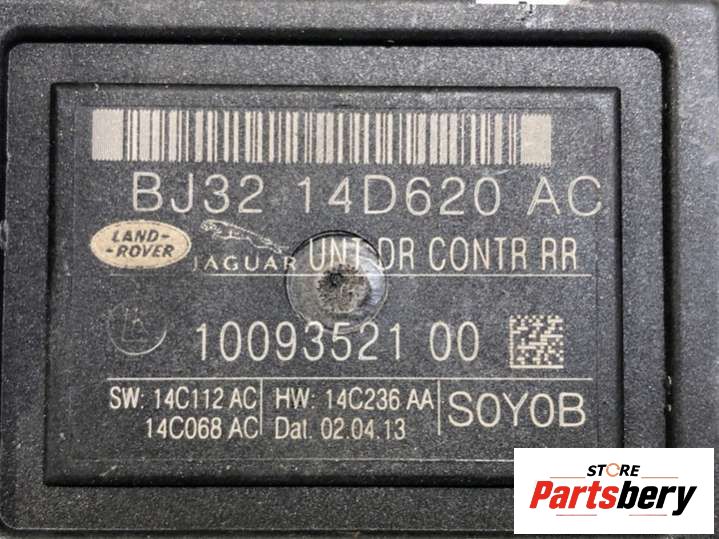 BJ32 14D620 AC
LAND-
-ROVER
JAGUAR UNT DR CONTR RR
10093521 00
SW: 14C112 AC
14C068 AC
HW: 14C236 AA
Dat. 02.04.13
SOYOB
STORE
Partsbery